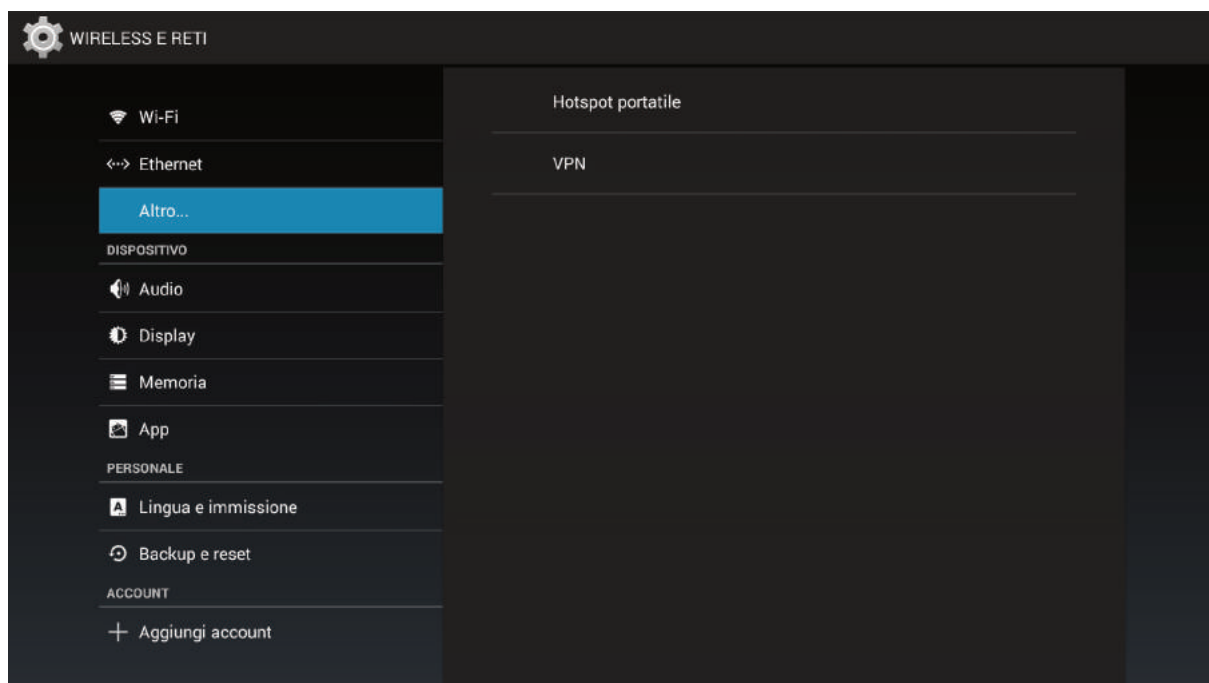 WIRELESS E RETI
Wi-Fi
Ethernet
Altro...
DISPOSITIVO
Audio
Display
Memoria
App
PERSONALE
Lingua e immissione
Backup e reset
ACCOUNT
Aggiungi account
Hotspot portatile
VPN